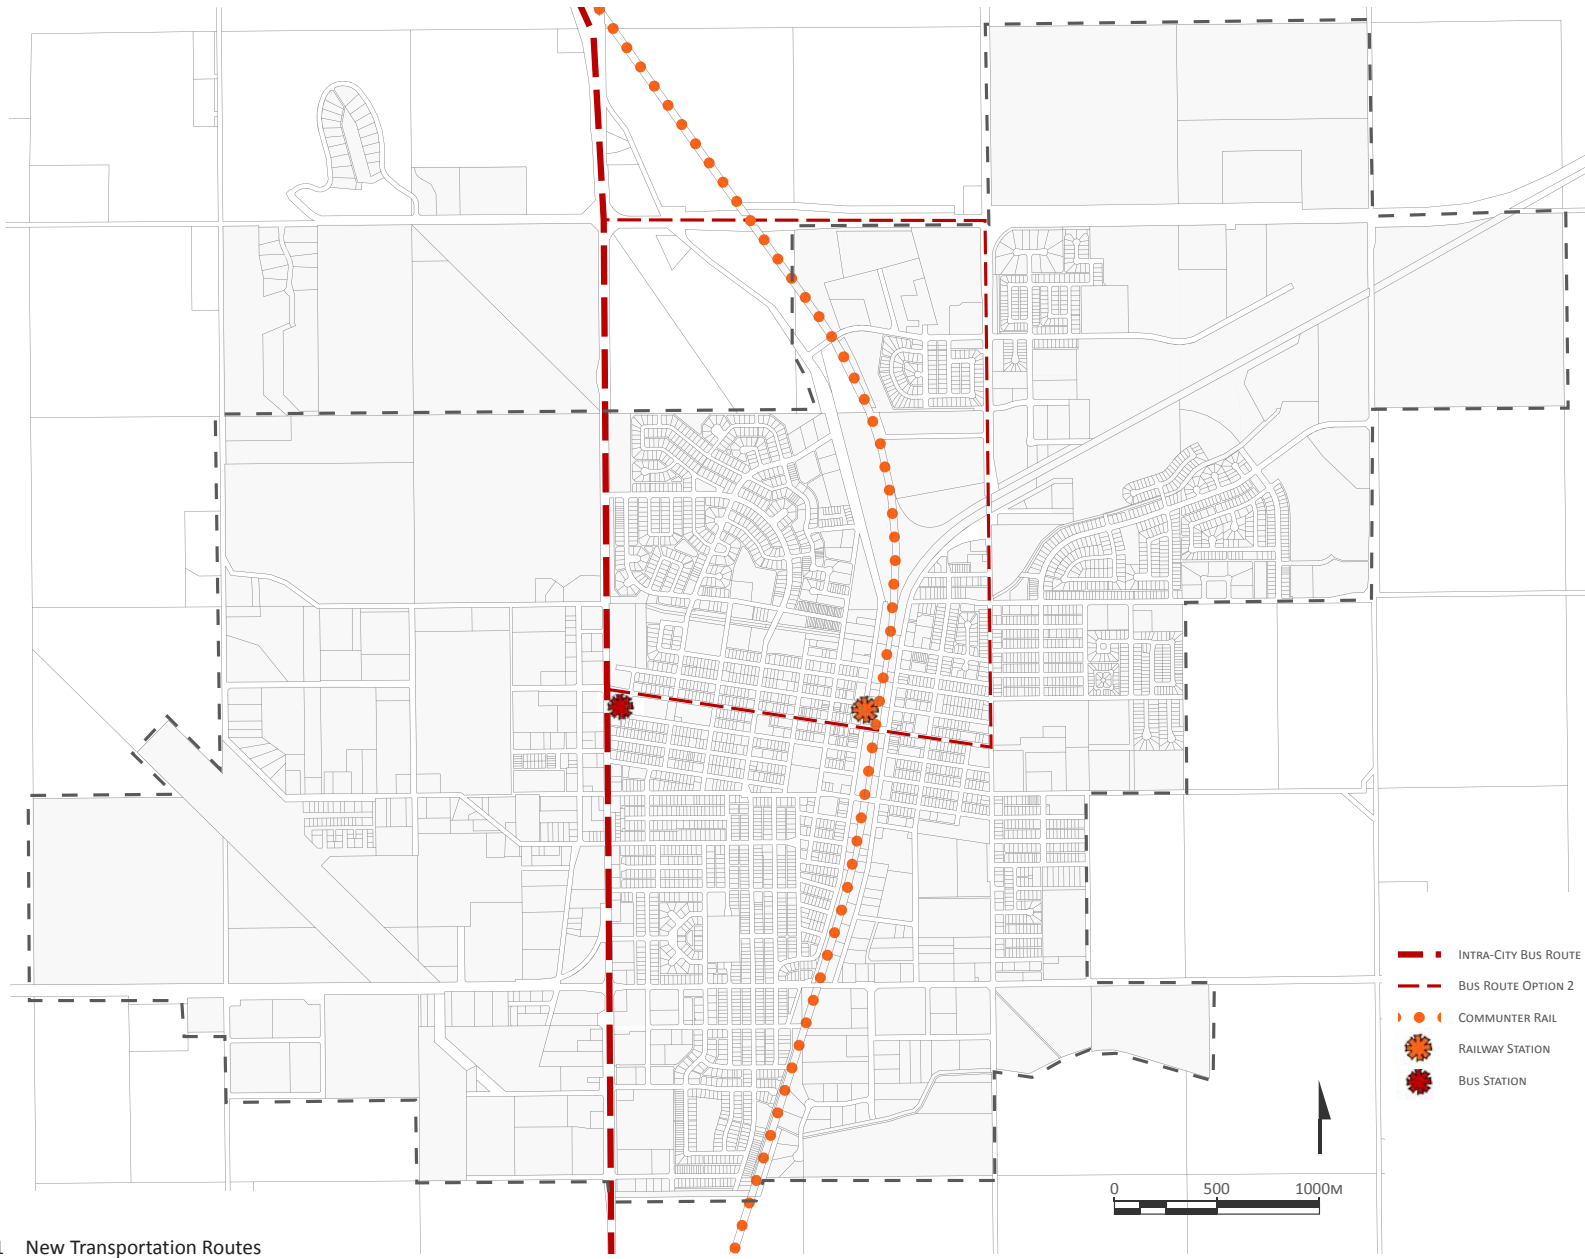 INTRA-CITY BUS ROUTE
BUS ROUTE OPTION 2
COMMUNTER RAIL
RAILWAY STATION
BUS STATION
0 500 1000M
New Transportation Routes